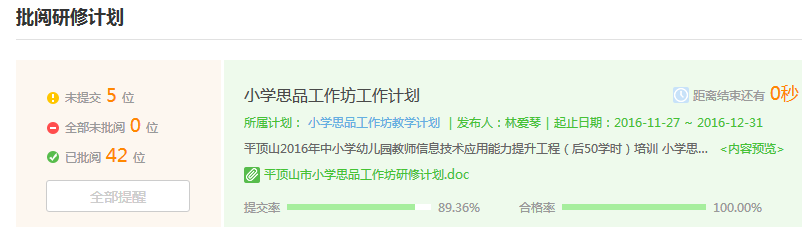 批阅研修计划
未提交 5 位
全部未批阅 0 位
已批阅 42 位
全部提醒
小学思品工作坊工作计划
距离结束还有 0秒
所属计划： 小学思品工作坊教学计划 | 发布人：林爱琴 | 起止日期：2016-11-27 ~ 2016-12-31
平顶山2016年中小学幼儿园教师信息技术应用能力提升工程（后50学时）培训 小学思... <内容预览>
平顶山市小学思品工作坊研修计划.doc
提交率 89.36% 合格率 100.00%